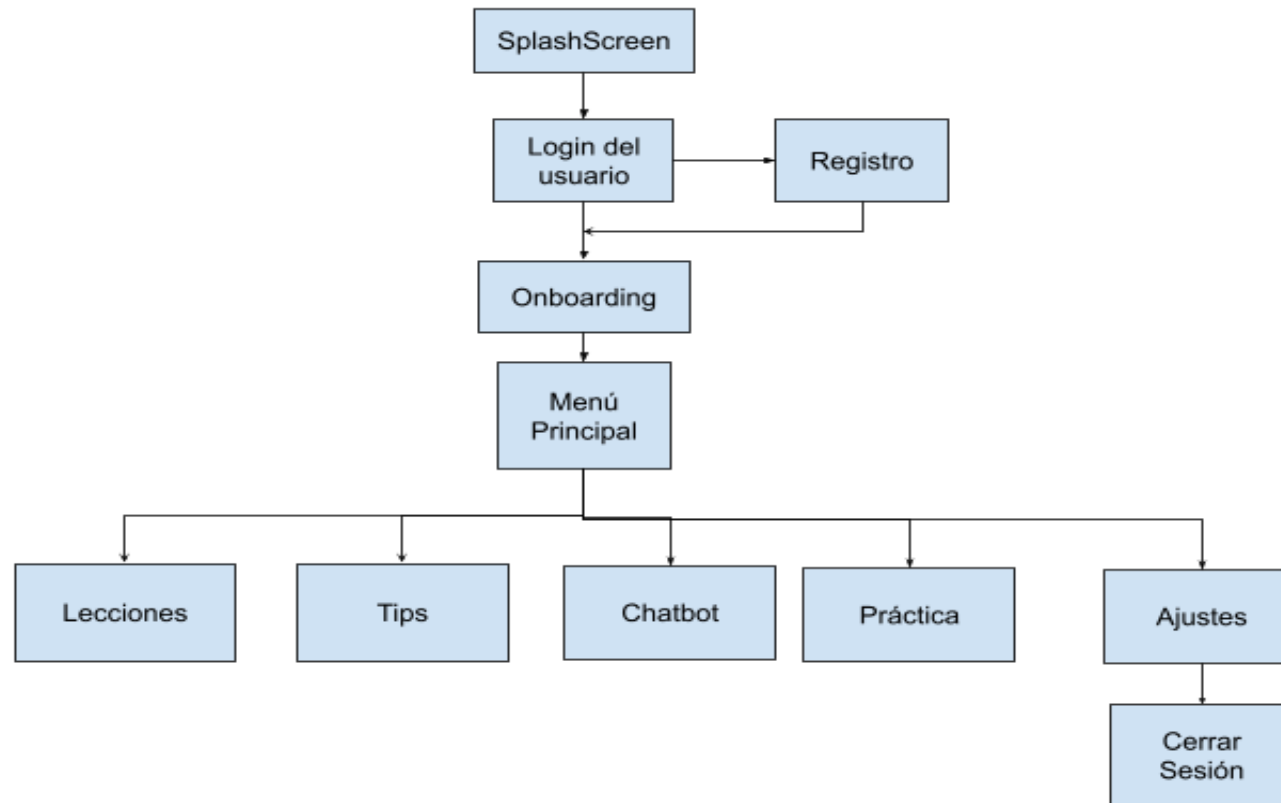 SplashScreen
Login del
usuario
Registro
Onboarding
Menú
Principal
Lecciones
Tips
Chatbot
Práctica
Ajustes
Cerrar
Sesión